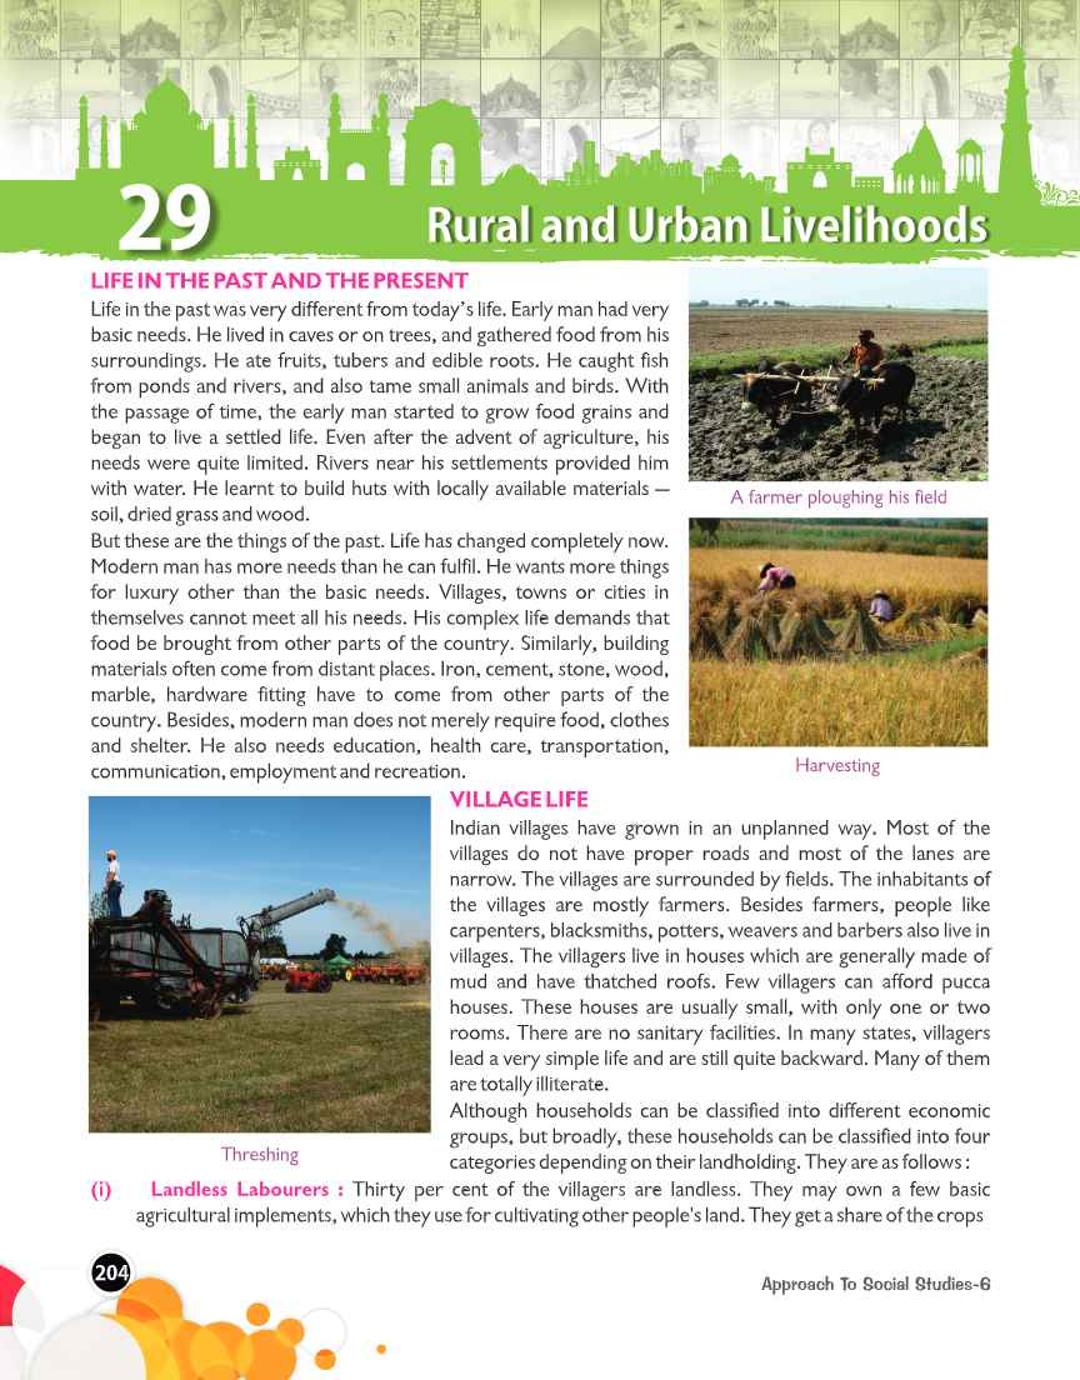 29
Rural and Urban Livelihoods
LIFE IN THE PAST AND THE PRESENT
Life in the past was very different from today's life. Early man had very
basic needs. He lived in caves or on trees, and gathered food from his
surroundings. He ate fruits, tubers and edible roots. He caught fish
from ponds and rivers, and also tame small animals and birds. With
the passage of time, the early man started to grow food grains and
began to live a settled life. Even after the advent of agriculture, his
needs were quite limited. Rivers near his settlements provided him
with water. He learnt to build huts with locally available materials —
soil, dried grass and wood.
But these are the things of the past. Life has changed completely now.
Modern man has more needs than he can fulfil. He wants more things
for luxury other than the basic needs. Villages, towns or cities in
themselves cannot meet all his needs. His complex life demands that
food be brought from other parts of the country. Similarly, building
materials often come from distant places. Iron, cement, stone, wood,
marble, hardware fitting have to come from other parts of the
country. Besides, modern man does not merely require food, clothes
and shelter. He also needs education, health care, transportation,
communication, employment and recreation.
A farmer ploughing his field
Harvesting
VILLAGE LIFE
Indian villages have grown in an unplanned way. Most of the
villages do not have proper roads and most of the lanes are
narrow. The villages are surrounded by fields. The inhabitants of
the villages are mostly farmers. Besides farmers, people like
carpenters, blacksmiths, potters, weavers and barbers also live in
villages. The villagers live in houses which are generally made of
mud and have thatched roofs. Few villagers can afford pucca
houses. These houses are usually small, with only one or two
rooms. There are no sanitary facilities. In many states, villagers
lead a very simple life and are still quite backward. Many of them
are totally illiterate.
Although households can be classified into different economic
groups, but broadly, these households can be classified into four
categories depending on their landholding. They are as follows :
Threshing
(i) Landless Labourers : Thirty per cent of the villagers are landless. They may own a few basic
agricultural implements, which they use for cultivating other people's land. They get a share of the crops
204
Approach To Social Studies-6